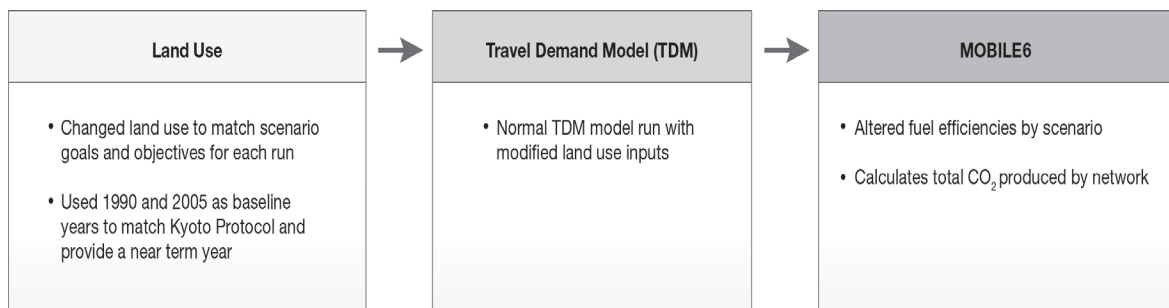 Land Use
• Changed land use to match scenario
goals and objectives for each run
• Used 1990 and 2005 as baseline
years to match Kyoto Protocol and
provide a near term year
Travel Demand Model (TDM)
• Normal TDM model run with
modified land use inputs
MOBILE6
• Altered fuel efficiencies by scenario
• Calculates total CO₂ produced by network